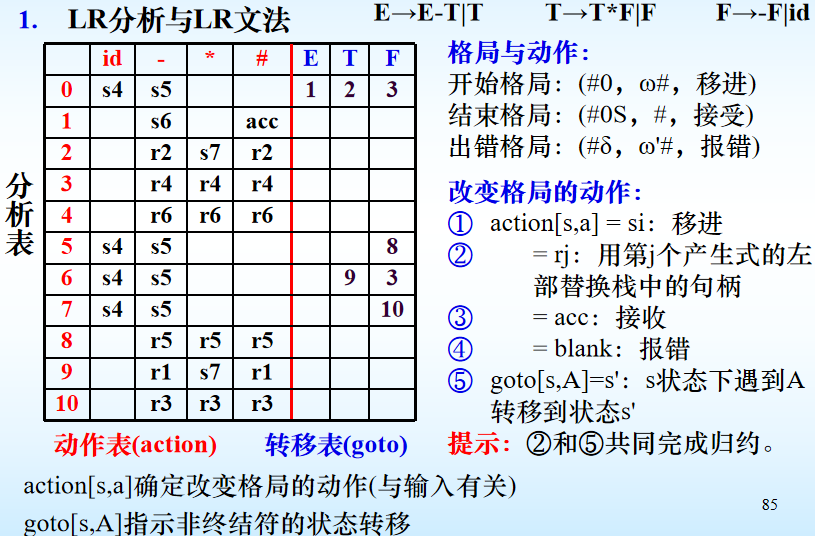 1. LR分析与LR文法 E→E-T|T T→T*F|F F→-F|id
id - * # E T F
0 s4 s5 1 2 3
1 s6 acc
2 r2 s7 r2
3 r4 r4 r4
4 r6 r6 r6
5 s4 s5 8
6 s4 s5 9 3
7 s4 s5 10
8 r5 r5 r5
9 r1 s7 r1
10 r3 r3 r3
分析表
动作表(action) 转移表(goto)
格局与动作:
开始格局:(#0,ω#,移进)
结束格局:(#0S,#,接受)
出错格局:(#δ,ω'#,报错)
改变格局的动作:
① action[s,a] = si:移进
② = rj:用第j个产生式的左
部替换栈中的句柄
③ = acc:接收
④ = blank:报错
⑤ goto[s,A]=s':s状态下遇到A
转移到状态s'
提示:②和⑤共同完成归约。
action[s,a]确定改变格局的动作(与输入有关)
goto[s,A]指示非终结符的状态转移
85